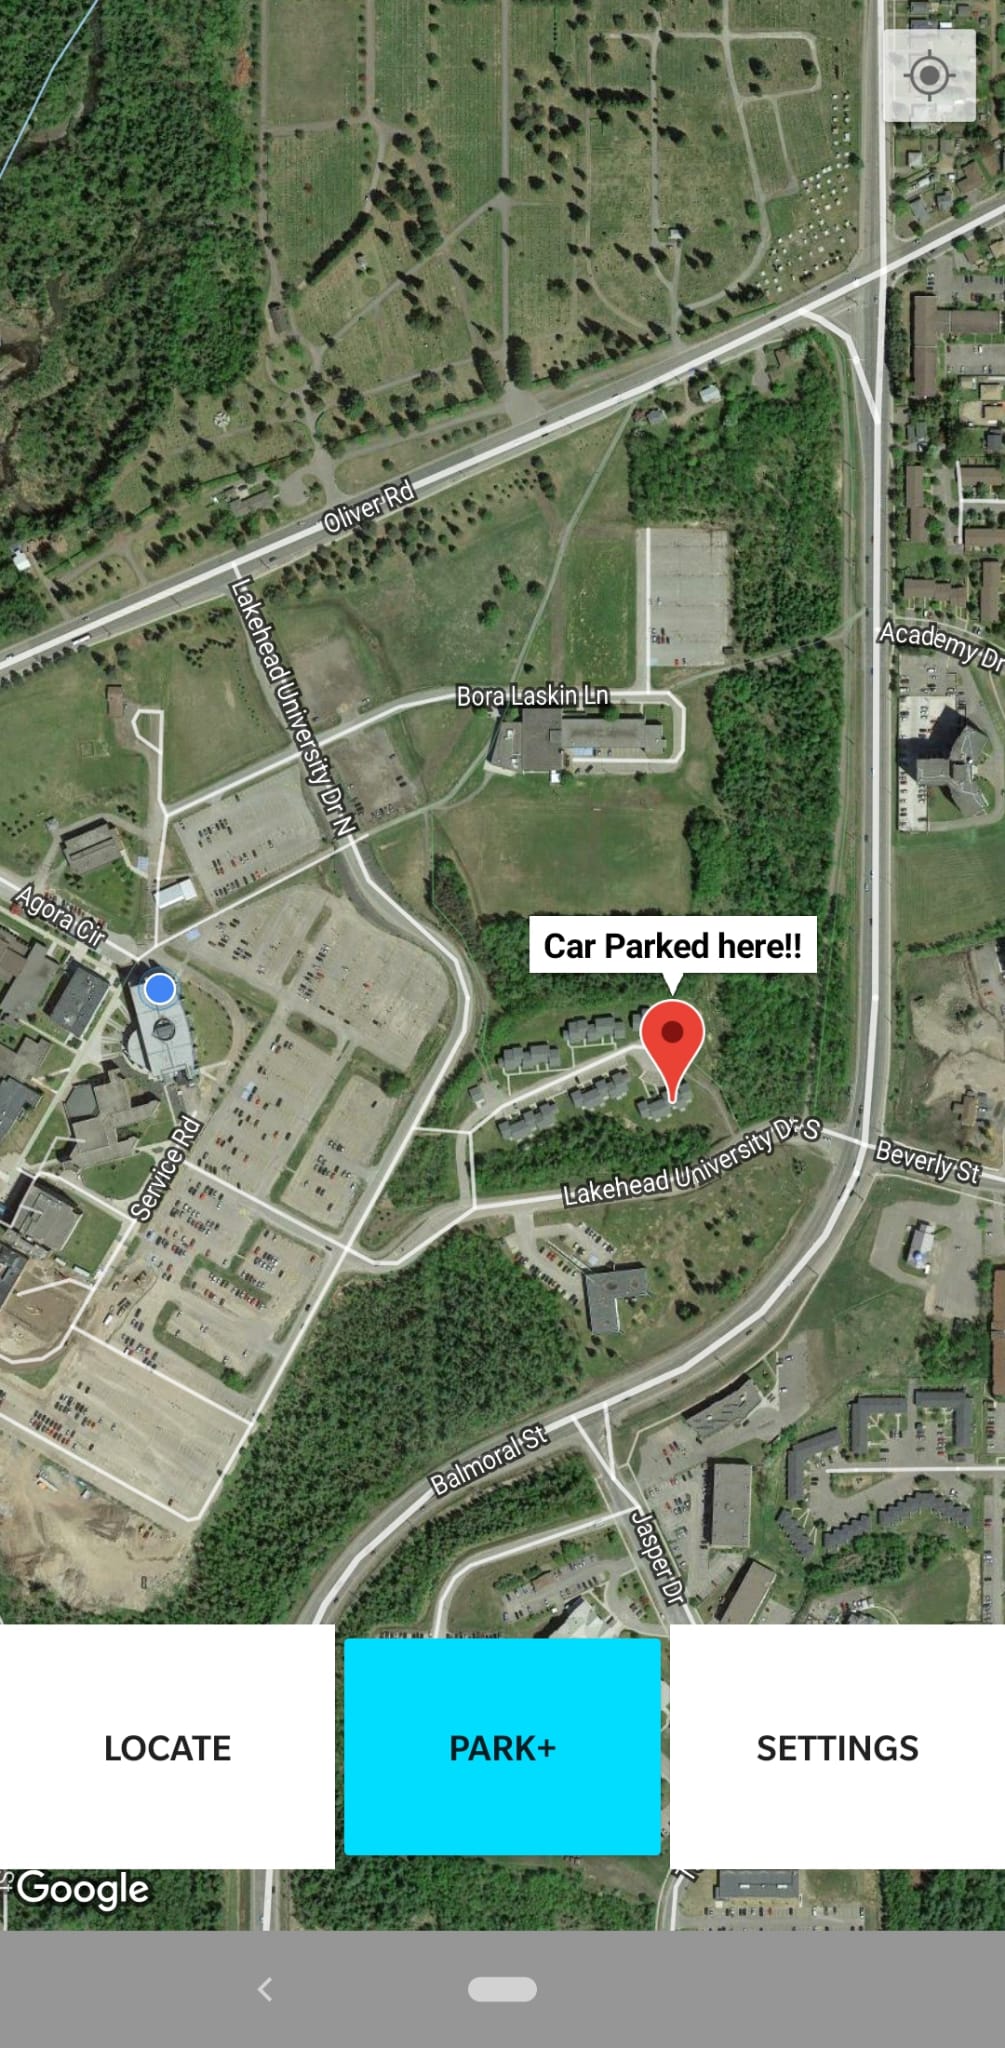 Oliver Rd
Lakehead University Dr N
Academy Dr
Bora Laskin Ln
Agora Cir
Car Parked here!!
Service Rd
Lakehead University Dr S
Beverly St
Balmoral St
Jasper Dr
LOCATE
PARK+
SETTINGS
Google